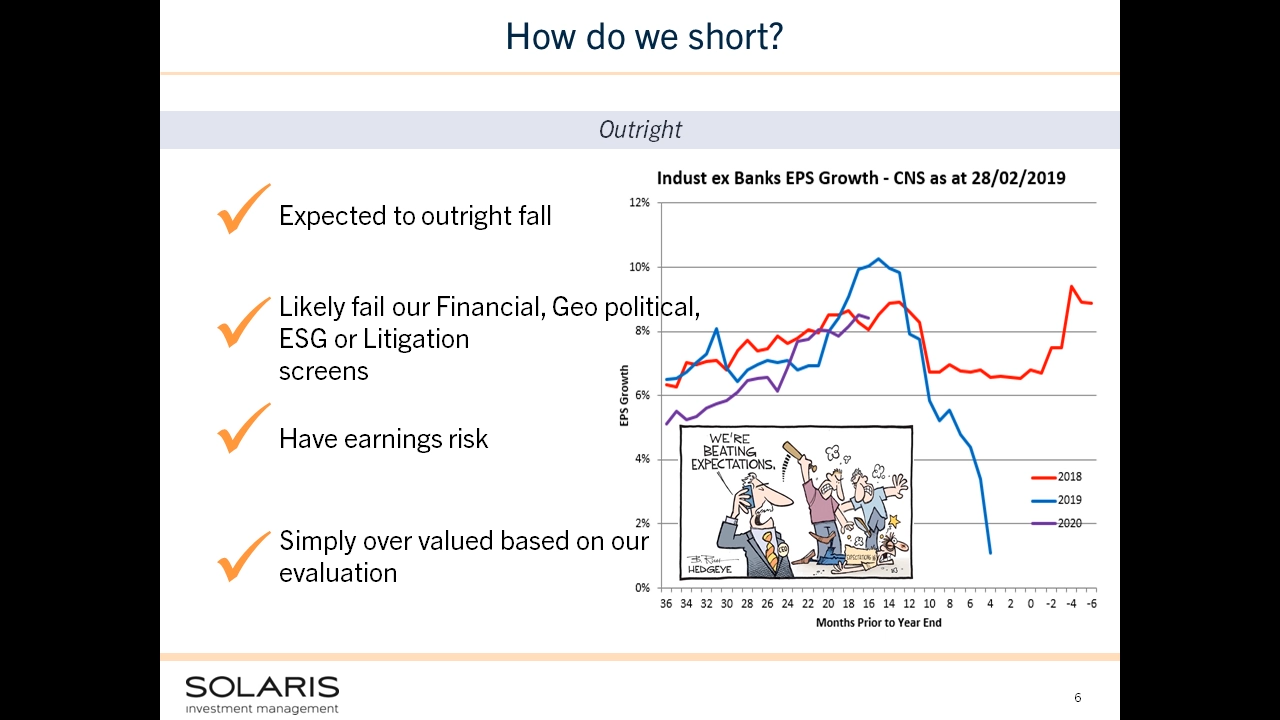 How do we short?
Outright
Expected to outright fall
Likely fail our Financial, Geo political,
ESG or Litigation
screens
Have earnings risk
Simply over valued based on our
evaluation
Indust ex Banks EPS Growth - CNS as at 28/02/2019
12%
10%
8%
6%
4%
2%
0%
EPS Growth
WE'RE
BEATING
EXPECTATIONS.
HEDGEYE
2018
2019
2020
36 34 32 30 28 26 24 22 20 18 16 14 12 10 8 6 4 2 0 -2 -4 -6
Months Prior to Year End
SOLARIS
investment management
6